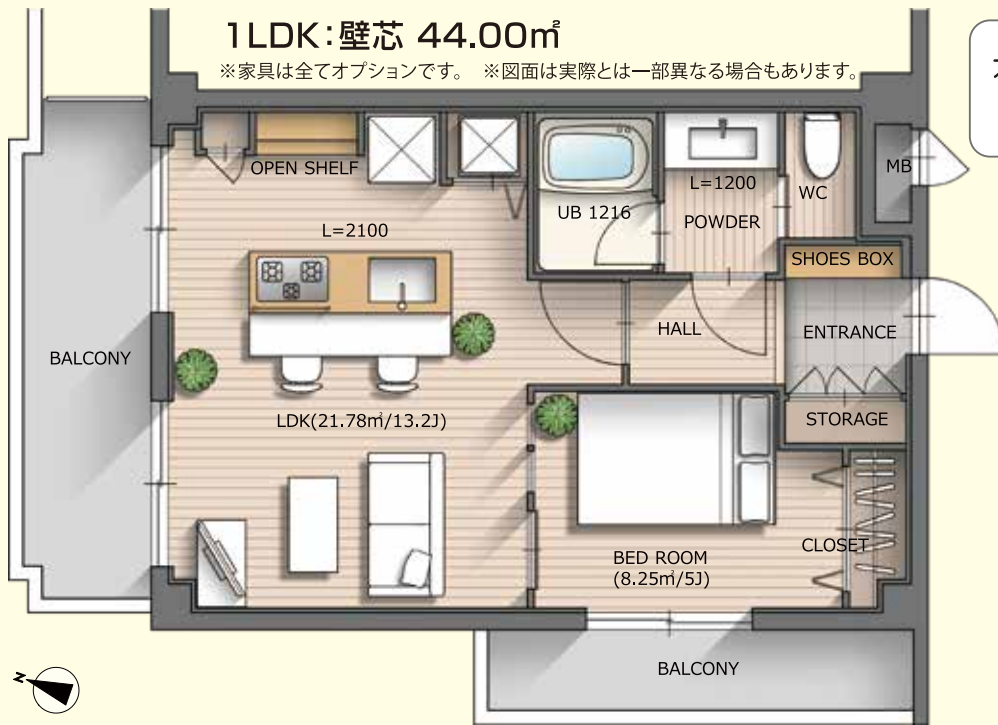 1LDK:壁芯 44.00㎡
※家具は全てオプションです。 ※図面は実際とは一部異なる場合もあります。
OPEN SHELF
L=2100
UB 1216
L=1200
POWDER
WC
MB
SHOES BOX
HALL
ENTRANCE
BALCONY
LDK(21.78㎡/13.2J)
STORAGE
CLOSET
BED ROOM
(8.25㎡/5J)
BALCONY
N